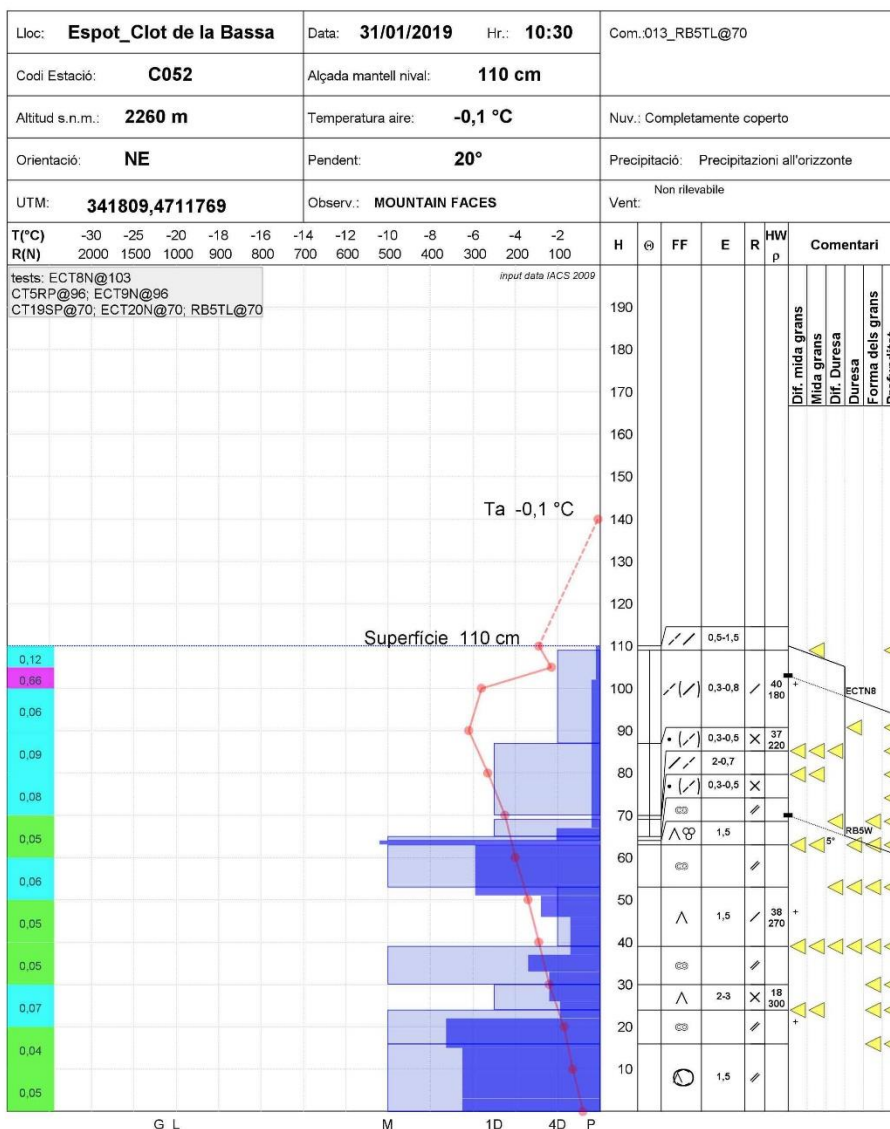 Lloc: Espot_Clot de la Bassa Data: 31/01/2019 Hr.: 10:30 Com.:013_RB5TL@70
Codi Estació: C052 Alçada mantell nival: 110 cm
Altitud s.n.m.: 2260 m Temperatura aire: -0,1 °C Nuv.: Completamente coperto
Orientació: NE Pendent: 20° Precipitació: Precipitazioni all'orizzonte
UTM: 341809,4711769 Observ.: MOUNTAIN FACES Vent: Non rilevabile
T(°C) -30 -25 -20 -18 -16 -14 -12 -10 -8 -6 -4 -2 H Θ FF E R HW Comentari
R(N) 2000 1500 1000 900 800 700 600 500 400 300 200 100 ρ
tests: ECT8N@103
CT5RP@96; ECT9N@96
CT19SP@70; ECT20N@70; RB5TL@70
input data IACS 2009
Dif. mida grans
Mida grans
Dif. Duresa
Duresa
Forma dels grans
190
180
170
160
150
Ta -0,1 °C
140
130
120
Superfície 110 cm
110
100
90
80
70
60
50
40
30
20
10
0,12
0,66
0,06
0,09
0,08
0,05
0,06
0,05
0,05
0,07
0,04
0,05
0,5-1,5
0,3-0,8 40
180
ECTN8
0,3-0,5 37
220
2-0,7
0,3-0,5
1,5
RB5W
5°
1,5 38
270
2-3 18
300
1,5
G L M 1D 4D P